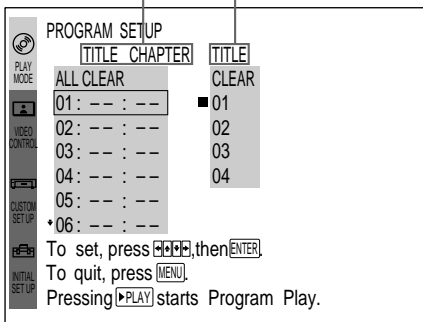 PROGRAM SETUP
TITLE CHAPTER TITLE
PLAY MODE
ALL CLEAR CLEAR
01: -- : -- 01
VIDEO CONTROL
02: -- : -- 02
03: -- : -- 03
04: -- : -- 04
CUSTOM SET UP
05: -- : --
06: -- : --
To set, press ,then ENTER.
INITIAL SET UP
To quit, press MENU.
Pressing PLAY starts Program Play.